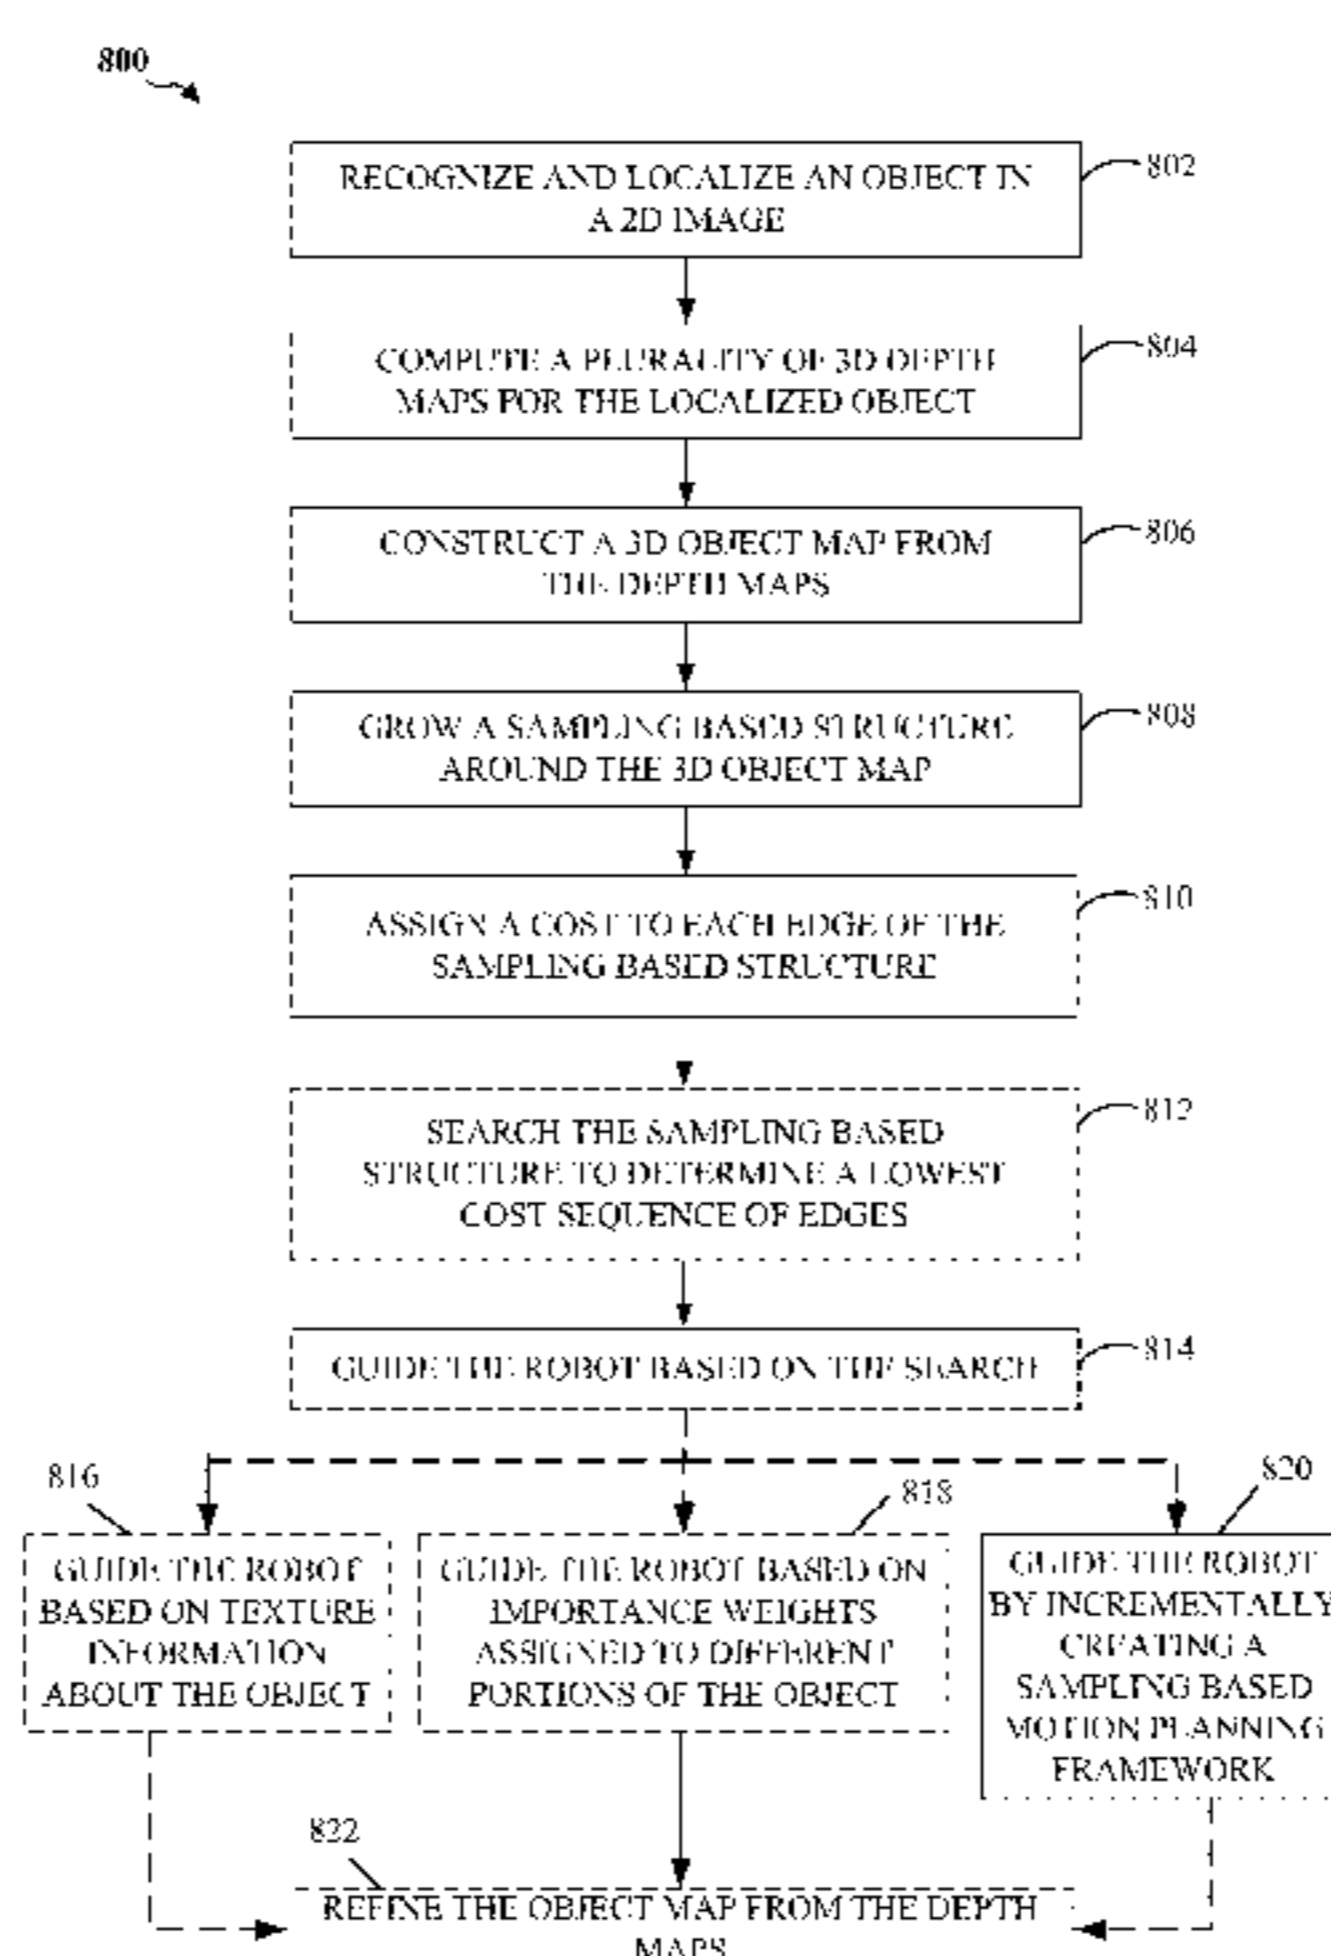 800
RECOGNIZE AND LOCALIZE AN OBJECT IN
A 2D IMAGE
802
COMPUTE A PLURALITY OF 3D DEPTH
MAPS FOR THE LOCALIZED OBJECT
804
CONSTRUCT A 3D OBJECT MAP FROM
THE DEPTH MAPS
806
GROW A SAMPLING BASED STRUCTURE
AROUND THE 3D OBJECT MAP
808
ASSIGN A COST TO EACH EDGE OF THE
SAMPLING BASED STRUCTURE
810
SEARCH THE SAMPLING BASED
STRUCTURE TO DETERMINE A LOWEST
COST SEQUENCE OF EDGES
812
GUIDE THE ROBOT BASED ON THE SEARCH
814
816
GUIDE THE ROBOT
BASED ON TEXTURE
INFORMATION
ABOUT THE OBJECT
818
GUIDE THE ROBOT BASED ON
IMPORTANCE WEIGHTS
ASSIGNED TO DIFFERENT
PORTIONS OF THE OBJECT
820
GUIDE THE ROBOT
BY INCREMENTALLY
CREATING A
SAMPLING BASED
MOTION PLANNING
FRAMEWORK
822
REFINE THE OBJECT MAP FROM THE DEPTH
MAPS